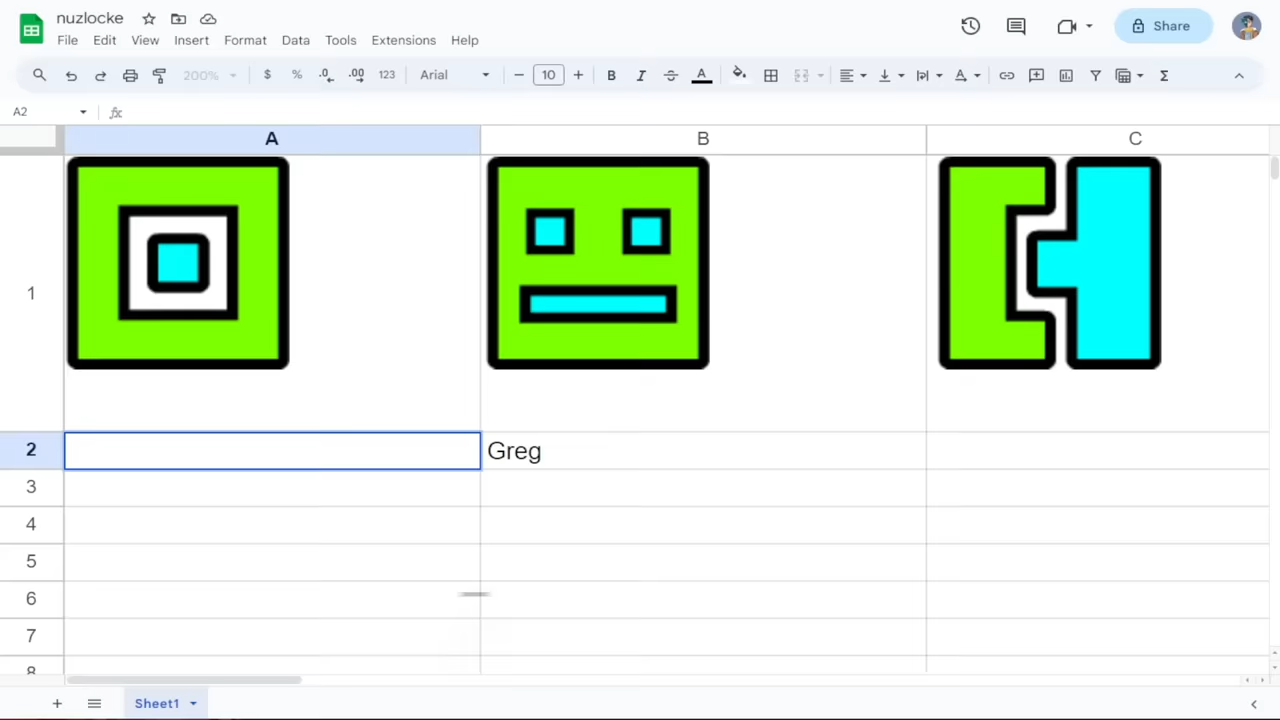 nuzlocke
File Edit View Insert Format Data Tools Extensions Help
Share
200% $ % .0 .00 123 Arial 10 B I S A Σ
A2 fx
A B C
1
2 Greg
3
4
5
6
7
8
Sheet1